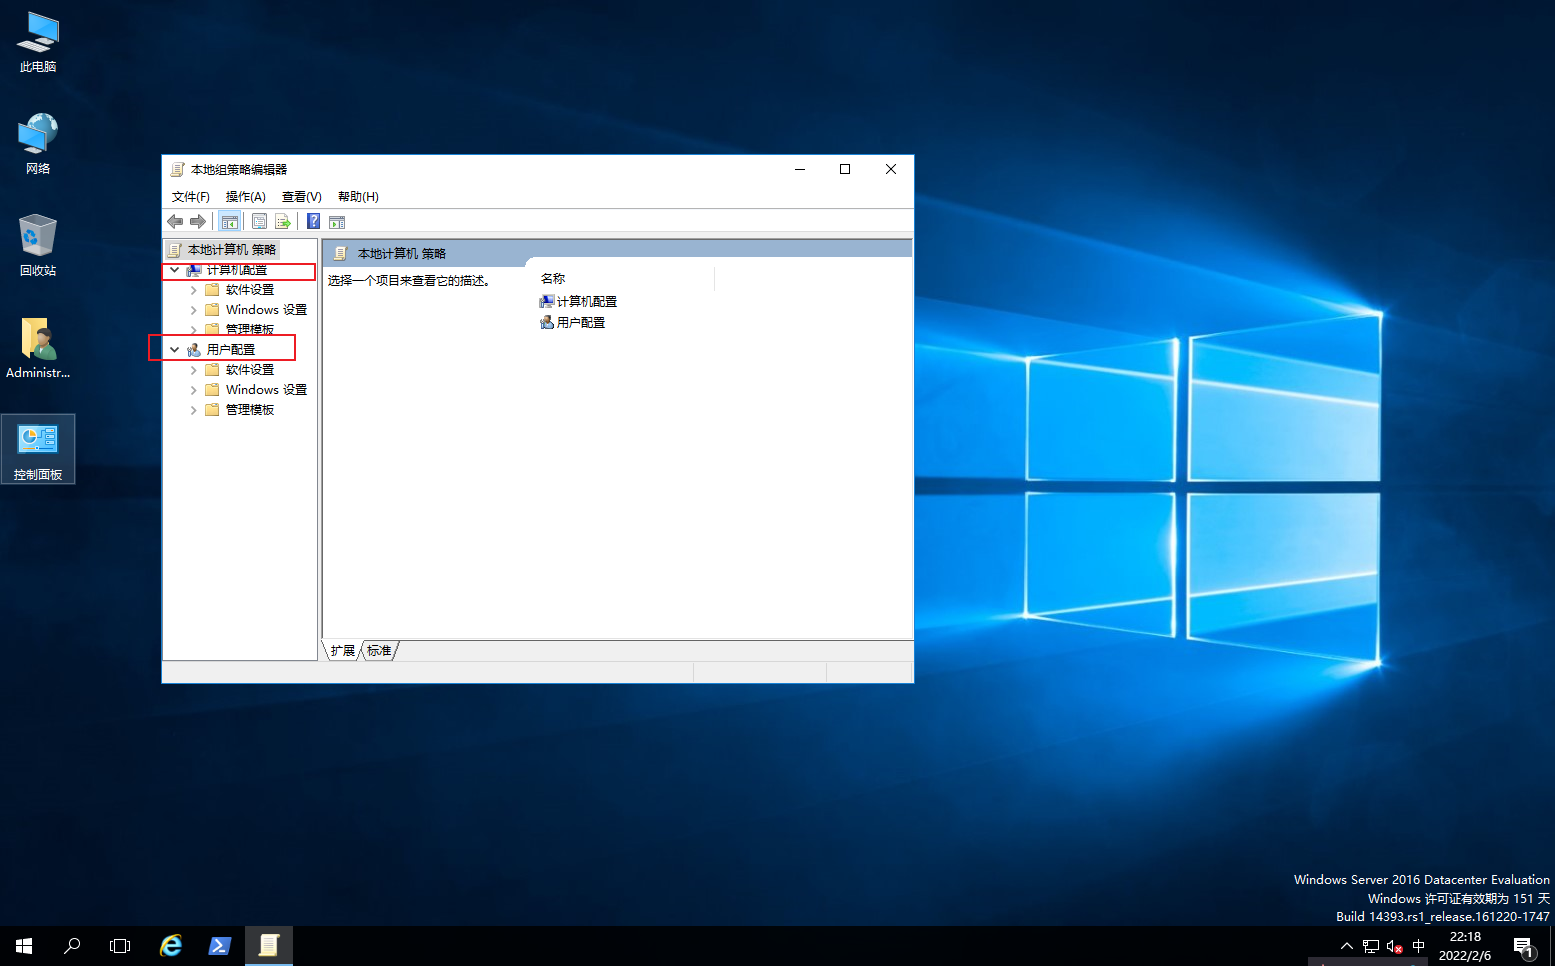 此电脑
网络
回收站
Administr...
控制面板
本地组策略编辑器
文件(F) 操作(A) 查看(V) 帮助(H)
本地计算机 策略
计算机配置
软件设置
Windows 设置
管理模板
用户配置
软件设置
Windows 设置
管理模板
本地计算机 策略
选择一个项目来查看它的描述。
名称
计算机配置
用户配置
扩展 标准
Windows Server 2016 Datacenter Evaluation
Windows 许可证有效期为 151 天
Build 14393.rs1_release.161220-1747
中
22:18
2022/2/6
1